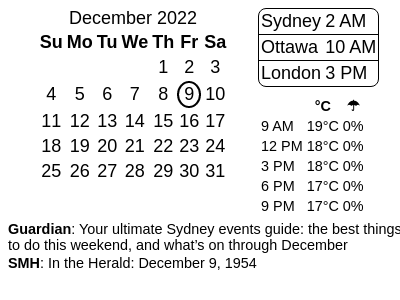 December 2022
Su Mo Tu We Th Fr Sa
1 2 3
4 5 6 7 8 9 10
11 12 13 14 15 16 17
18 19 20 21 22 23 24
25 26 27 28 29 30 31
Sydney 2 AM
Ottawa 10 AM
London 3 PM
°C ☂
9 AM 19°C 0%
12 PM 18°C 0%
3 PM 18°C 0%
6 PM 17°C 0%
9 PM 17°C 0%
Guardian: Your ultimate Sydney events guide: the best things
to do this weekend, and what's on through December
SMH: In the Herald: December 9, 1954